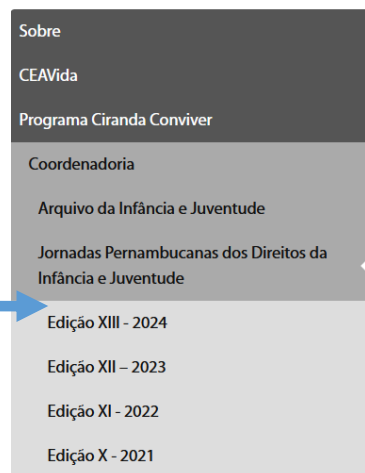 Sobre
CEAVida
Programa Ciranda Conviver
Coordenadoria
Arquivo da Infância e Juventude
Jornadas Pernambucanas dos Direitos da
Infância e Juventude
Edição XIII - 2024
Edição XII – 2023
Edição XI - 2022
Edição X - 2021